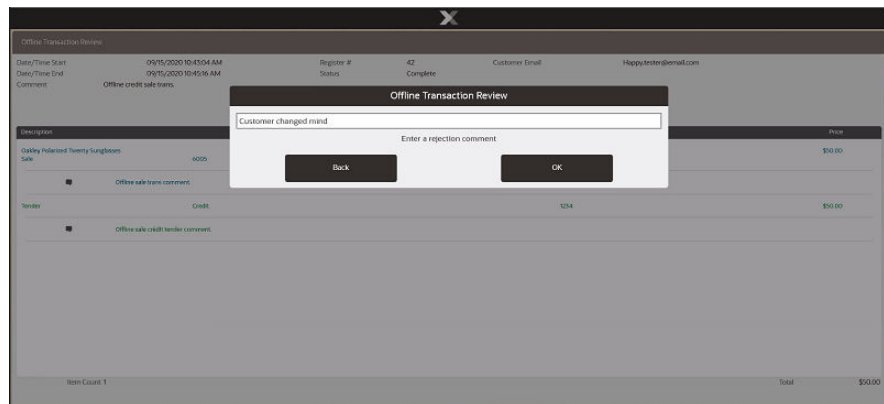 Offline Transaction Review
Date/Time Start 09/15/2020 10:43:04 AM Register # 42 Customer Email Happy.tester@email.com
Date/Time End 09/15/2020 10:45:16 AM Status Complete
Comment Offline credit sale trans.
Offline Transaction Review
Customer changed mind
Enter a rejection comment
Back OK
Description Price
Oakley Polarized Twenty Sunglasses $50.00
Sale 6005
Offline sale trans comment.
Tender Credit 1234 $50.00
Offline sale credit tender comment.
Item Count 1 Total $50.00